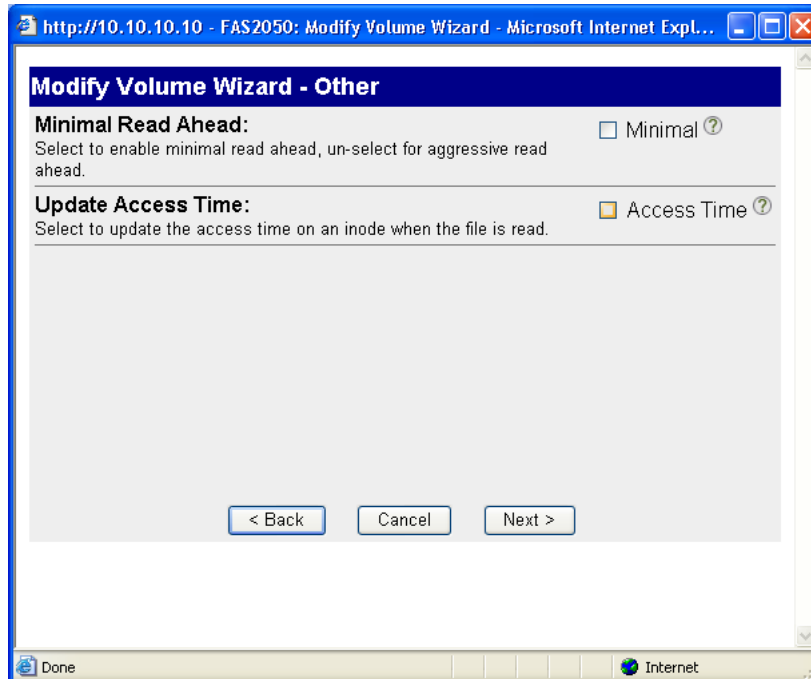 http://10.10.10.10 - FAS2050: Modify Volume Wizard - Microsoft Internet Expl...
Modify Volume Wizard - Other
Minimal Read Ahead:
Select to enable minimal read ahead, un-select for aggressive read
ahead.
Minimal ?
Update Access Time:
Select to update the access time on an inode when the file is read.
Access Time ?
< Back
Cancel
Next >
Done
Internet